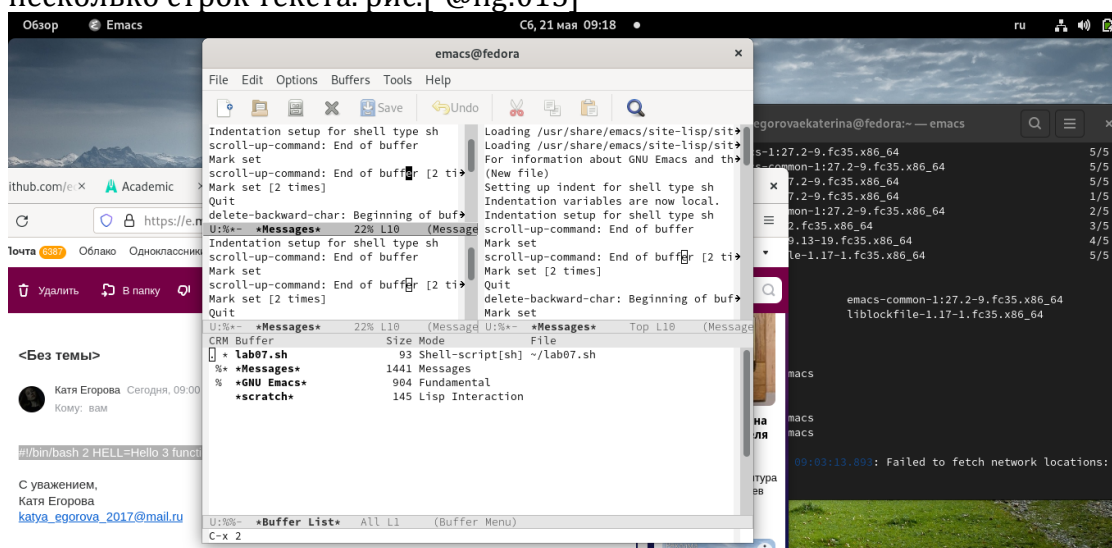 несколько строк текста. рис.[-@fig:015]
Обзор Emacs Сб, 21 мая 09:18 ru
emacs@fedora ×
File Edit Options Buffers Tools Help
Save Undo
Indentation setup for shell type sh
scroll-up-command: End of buffer
Mark set
scroll-up-command: End of buffer [2 ti
Mark set [2 times]
Quit
delete-backward-char: Beginning of buf
U:%*- *Messages* 22% L10 (Message
Indentation setup for shell type sh
scroll-up-command: End of buffer
Mark set
scroll-up-command: End of buffer [2 ti
Mark set [2 times]
Quit
U:%*- *Messages* 22% L10 (Message
Loading /usr/share/emacs/site-lisp/sit
Loading /usr/share/emacs/site-lisp/sit
For information about GNU Emacs and th
(New file)
Setting up indent for shell type sh
Indentation variables are now local.
Indentation setup for shell type sh
scroll-up-command: End of buffer
Mark set
scroll-up-command: End of buffer [2 ti
Mark set [2 times]
Quit
delete-backward-char: Beginning of buf
Mark set
U:%*- *Messages* Top L10 (Message
CRM Buffer Size Mode File
. * lab07.sh 93 Shell-script[sh] ~/lab07.sh
%* *Messages* 1441 Messages
% *GNU Emacs* 904 Fundamental
*scratch* 145 Lisp Interaction
U:%%- *Buffer List* All L1 (Buffer Menu)
C-x 2
ithub.com/e × Academic ×
https://e.m
Почта 6387 Облако Одноклассники
Удалить В папку
<Без темы>
Катя Егорова Сегодня, 09:00
Кому: вам
#!/bin/bash 2 HELL=Hello 3 functi
С уважением,
Катя Егорова
katya_egorova_2017@mail.ru
egorovaekaterina@fedora:~ — emacs
s-1:27.2-9.fc35.x86_64 5/5
s-common-1:27.2-9.fc35.x86_64 5/5
7.2-9.fc35.x86_64 5/5
7.2-9.fc35.x86_64 1/5
mon-1:27.2-9.fc35.x86_64 2/5
2.fc35.x86_64 3/5
9.13-19.fc35.x86_64 4/5
le-1.17-1.fc35.x86_64 5/5
emacs-common-1:27.2-9.fc35.x86_64
liblockfile-1.17-1.fc35.x86_64
macs
macs
macs
09:03:13.893: Failed to fetch network locations:
на
ля
тура
ев